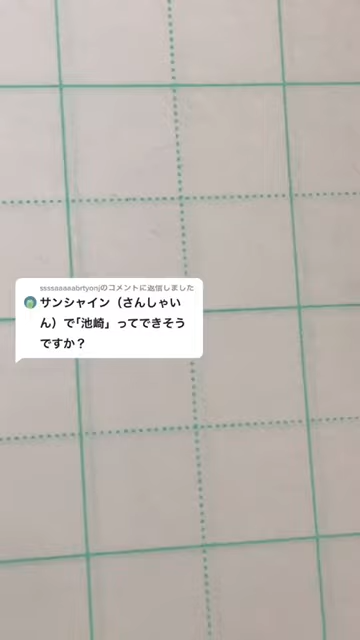 ssssaaaaabrtyonjのコメントに返信しました
サンシャイン（さんしゃい
ん）で｢池崎」ってできそう
ですか？